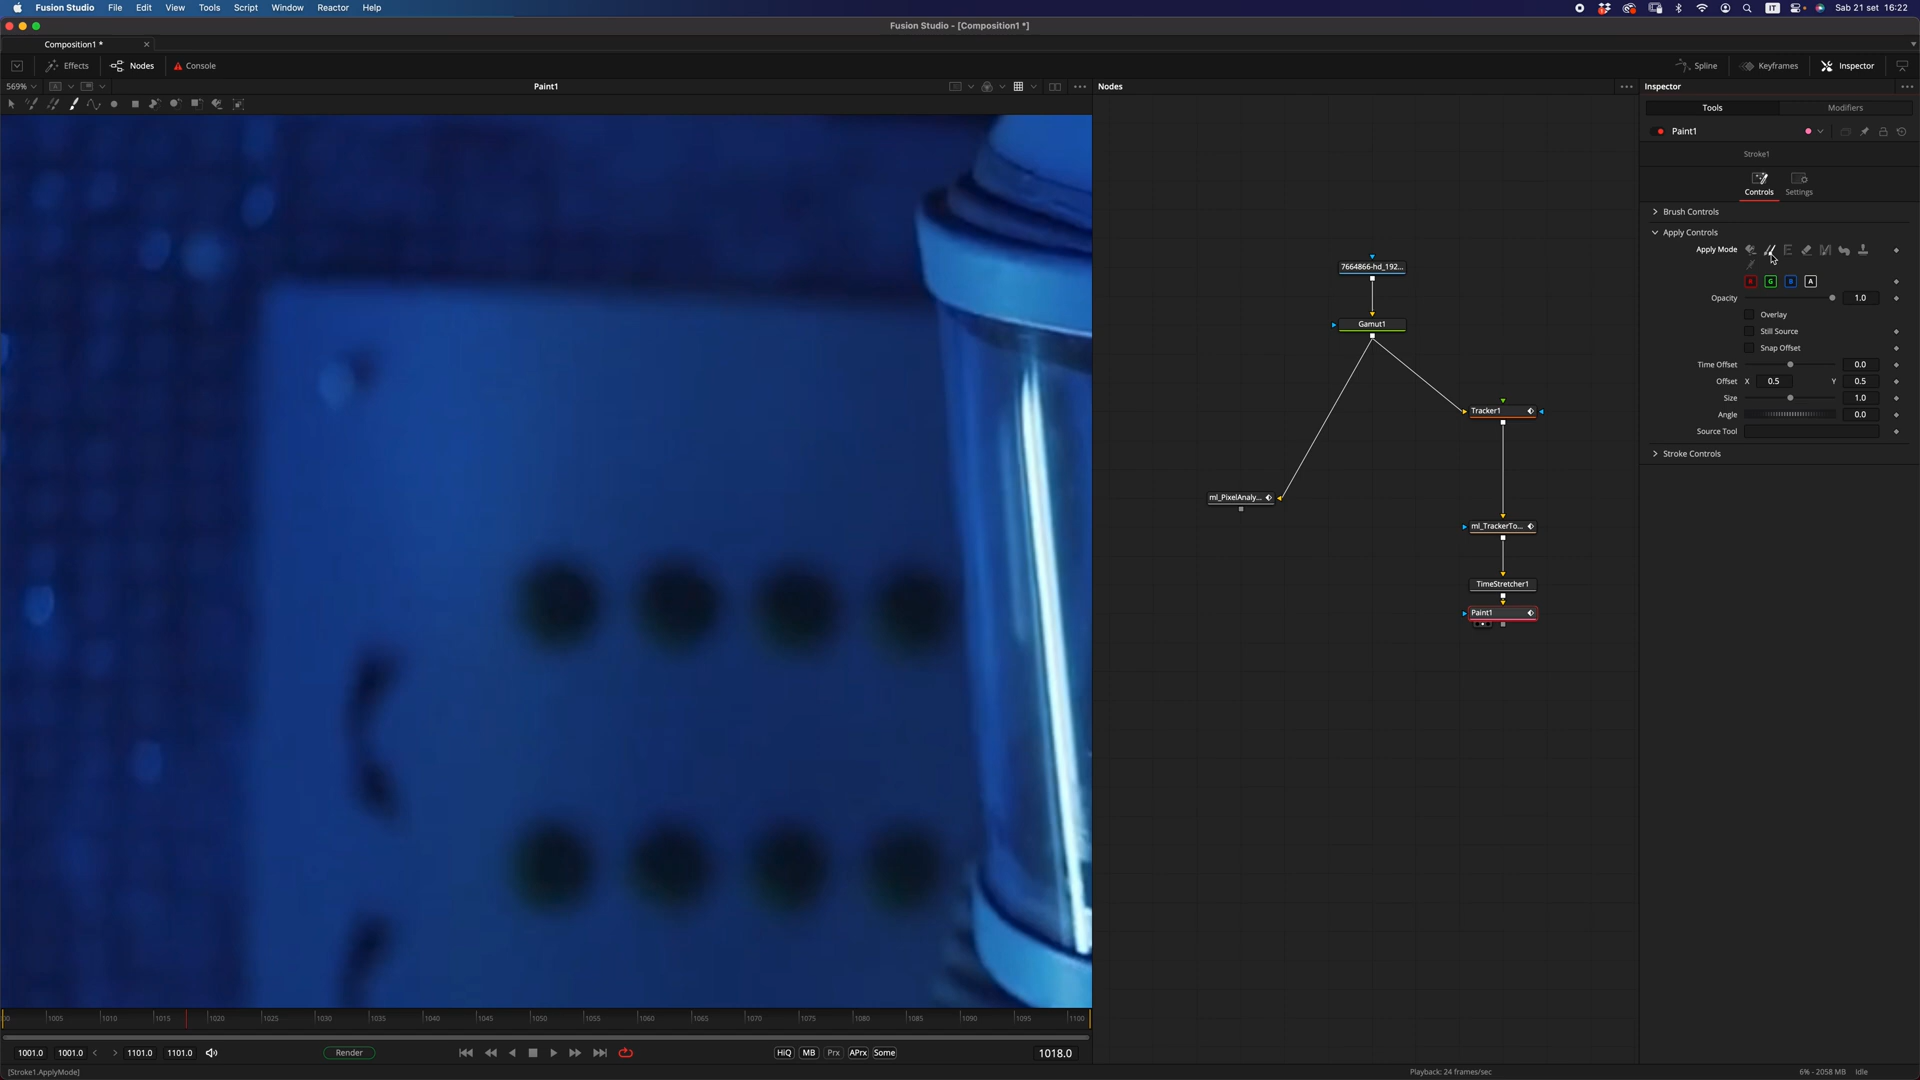 Fusion Studio File Edit View Tools Script Window Reactor Help IT Sab 21 set 16:22
Fusion Studio - [Composition1 *]
Composition1 *
Effects Nodes Console Spline Keyframes Inspector
569% A Paint1 Nodes Inspector
Tools Modifiers
Paint1
Stroke1
Controls Settings
Brush Controls
Apply Controls
Apply Mode
R G B A
Opacity 1.0
Overlay
Still Source
Snap Offset
Time Offset 0.0
Offset X 0.5 Y 0.5
Size 1.0
Angle 0.0
Source Tool
Stroke Controls
7664866-hd_192...
Gamut1
Tracker1
ml_PixelAnaly...
ml_TrackerTo...
TimeStretcher1
Paint1
1005 1010 1015 1020 1025 1030 1035 1040 1045 1050 1055 1060 1065 1070 1075 1080 1085 1090 1095 1100
1001.0 1001.0 1101.0 1101.0 Render HiQ MB Prx APrx Some 1018.0
[Stroke1.ApplyMode] Playback: 24 frames/sec 6% - 2058 MB Idle